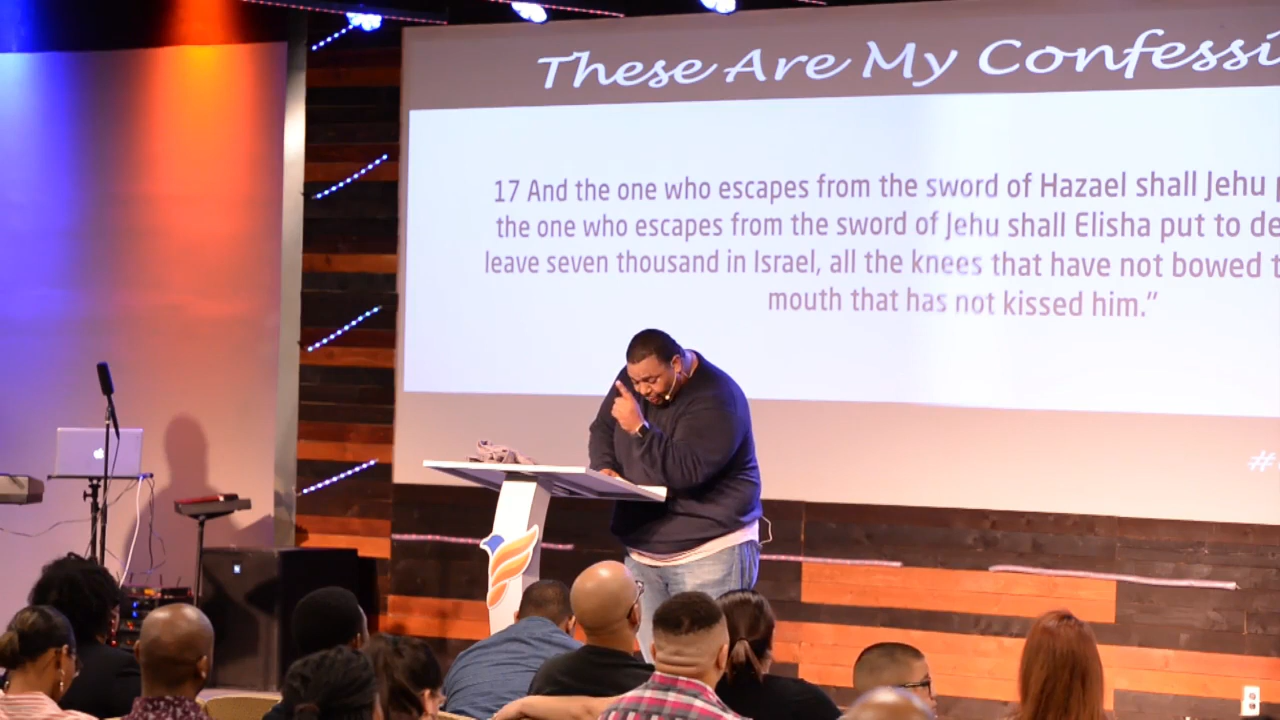 These Are My Confessi
17 And the one who escapes from the sword of Hazael shall Jehu
the one who escapes from the sword of Jehu shall Elisha put to de
leave seven thousand in Israel, all the knees that have not bowed t
mouth that has not kissed him.”
#